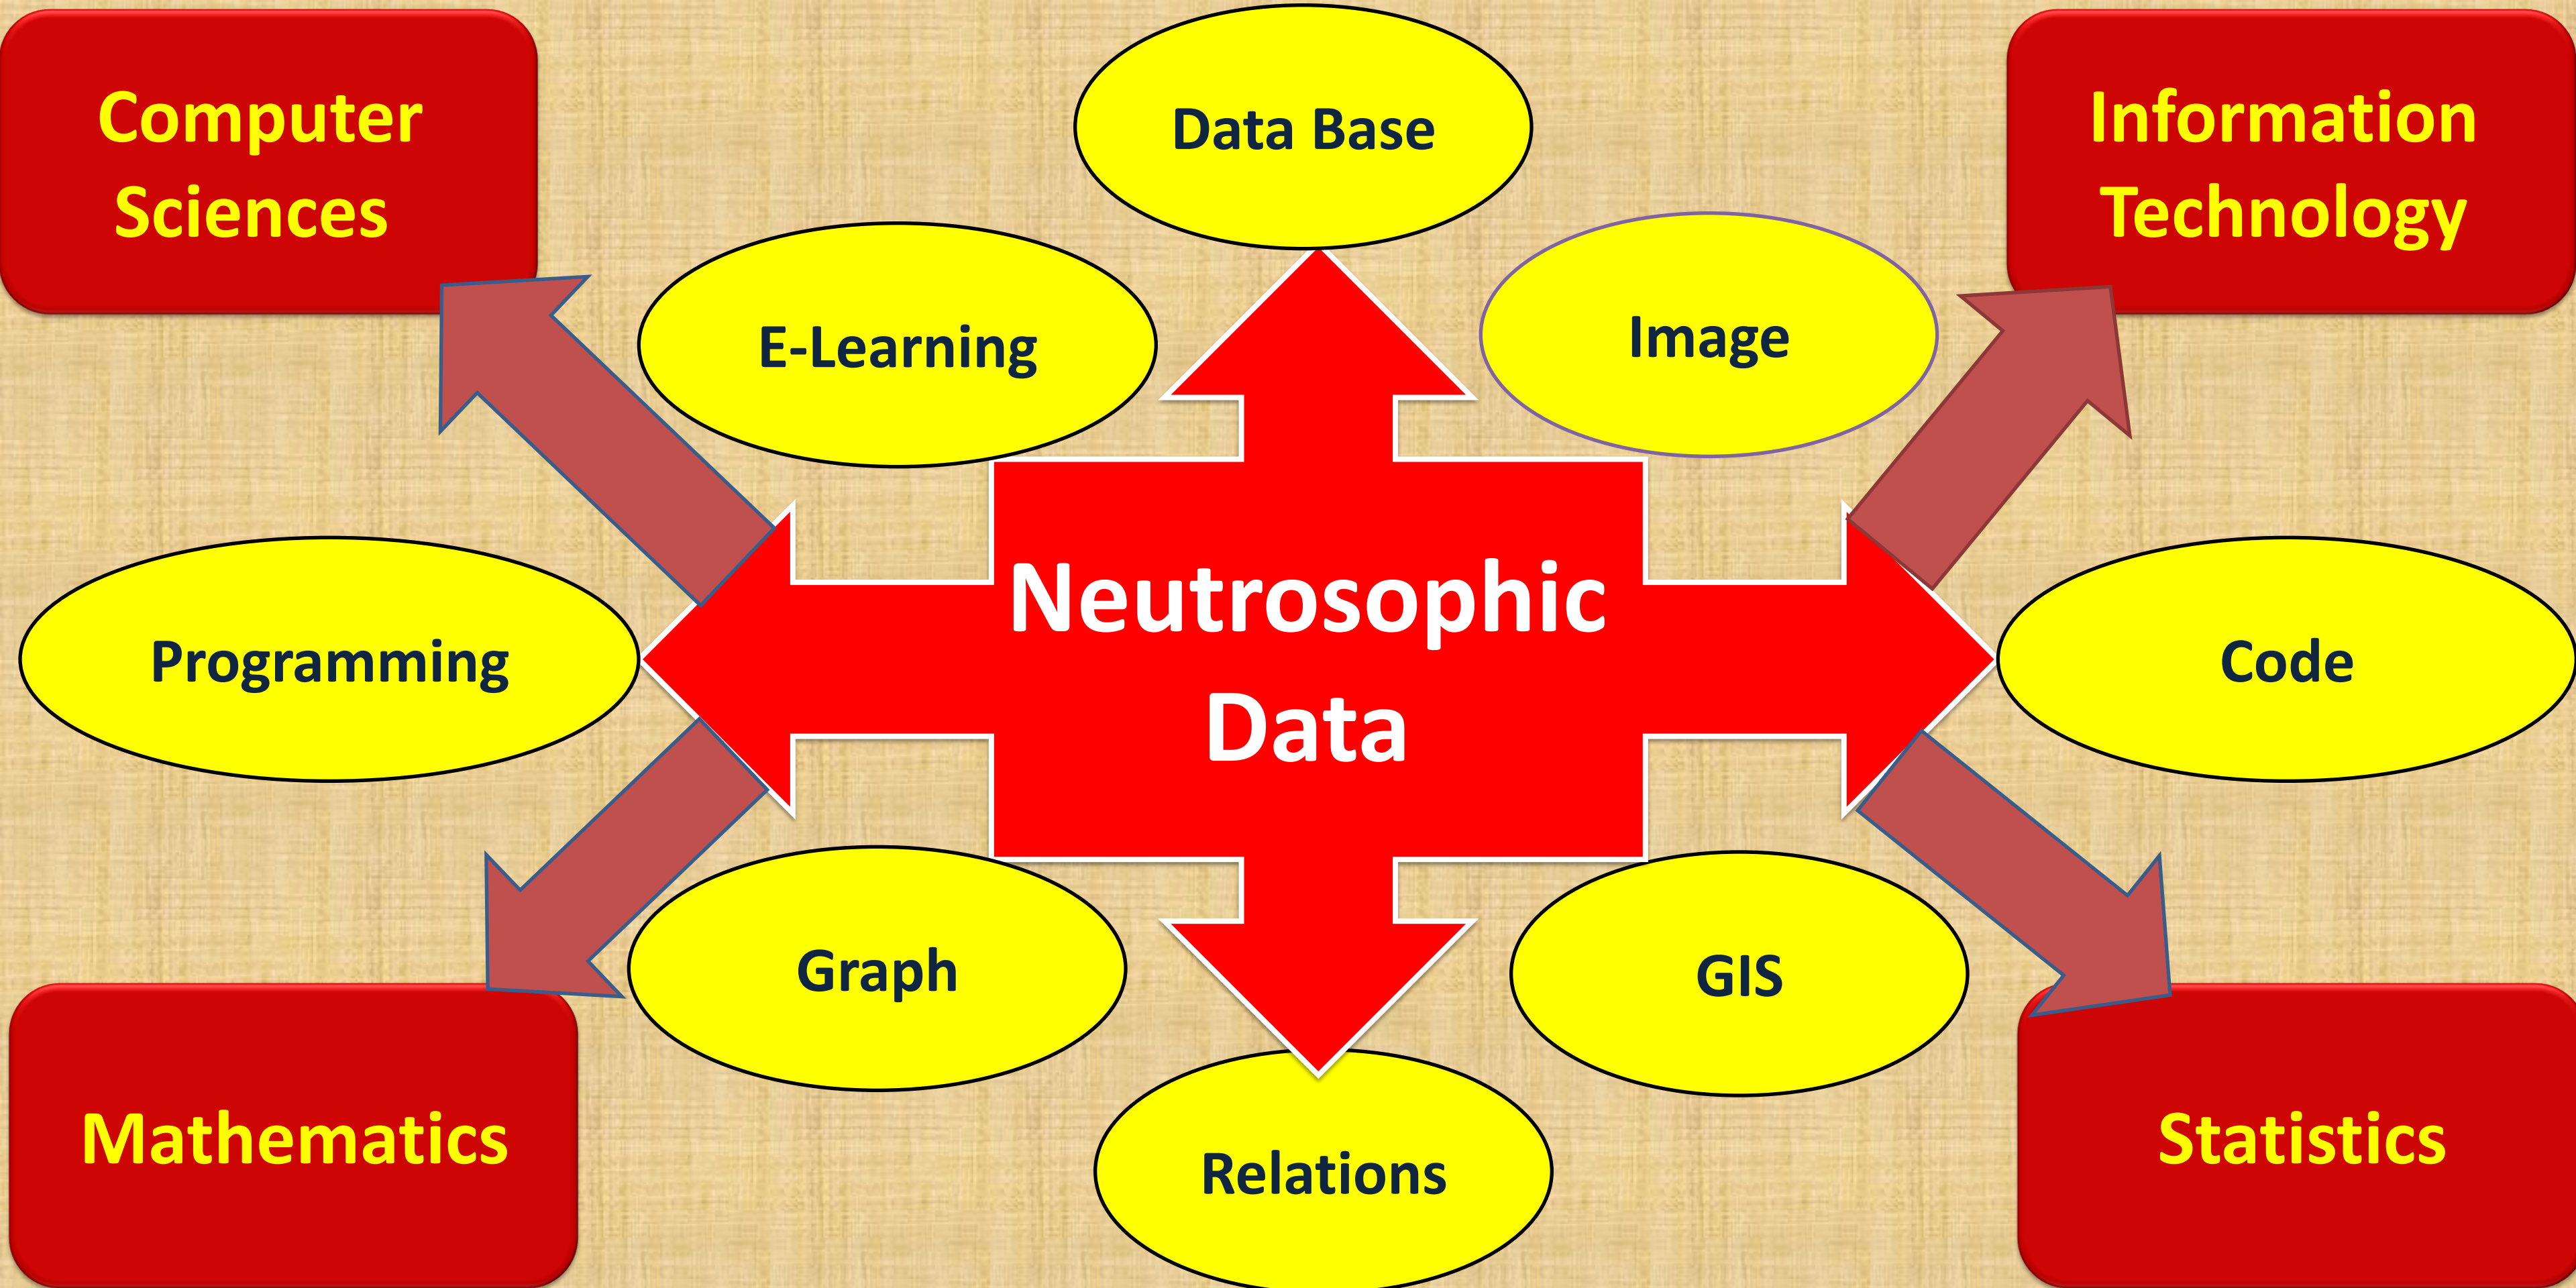 Computer
Sciences
Data Base
Information
Technology
E-Learning
Image
Neutrosophic
Data
Programming
Code
Graph
GIS
Mathematics
Relations
Statistics